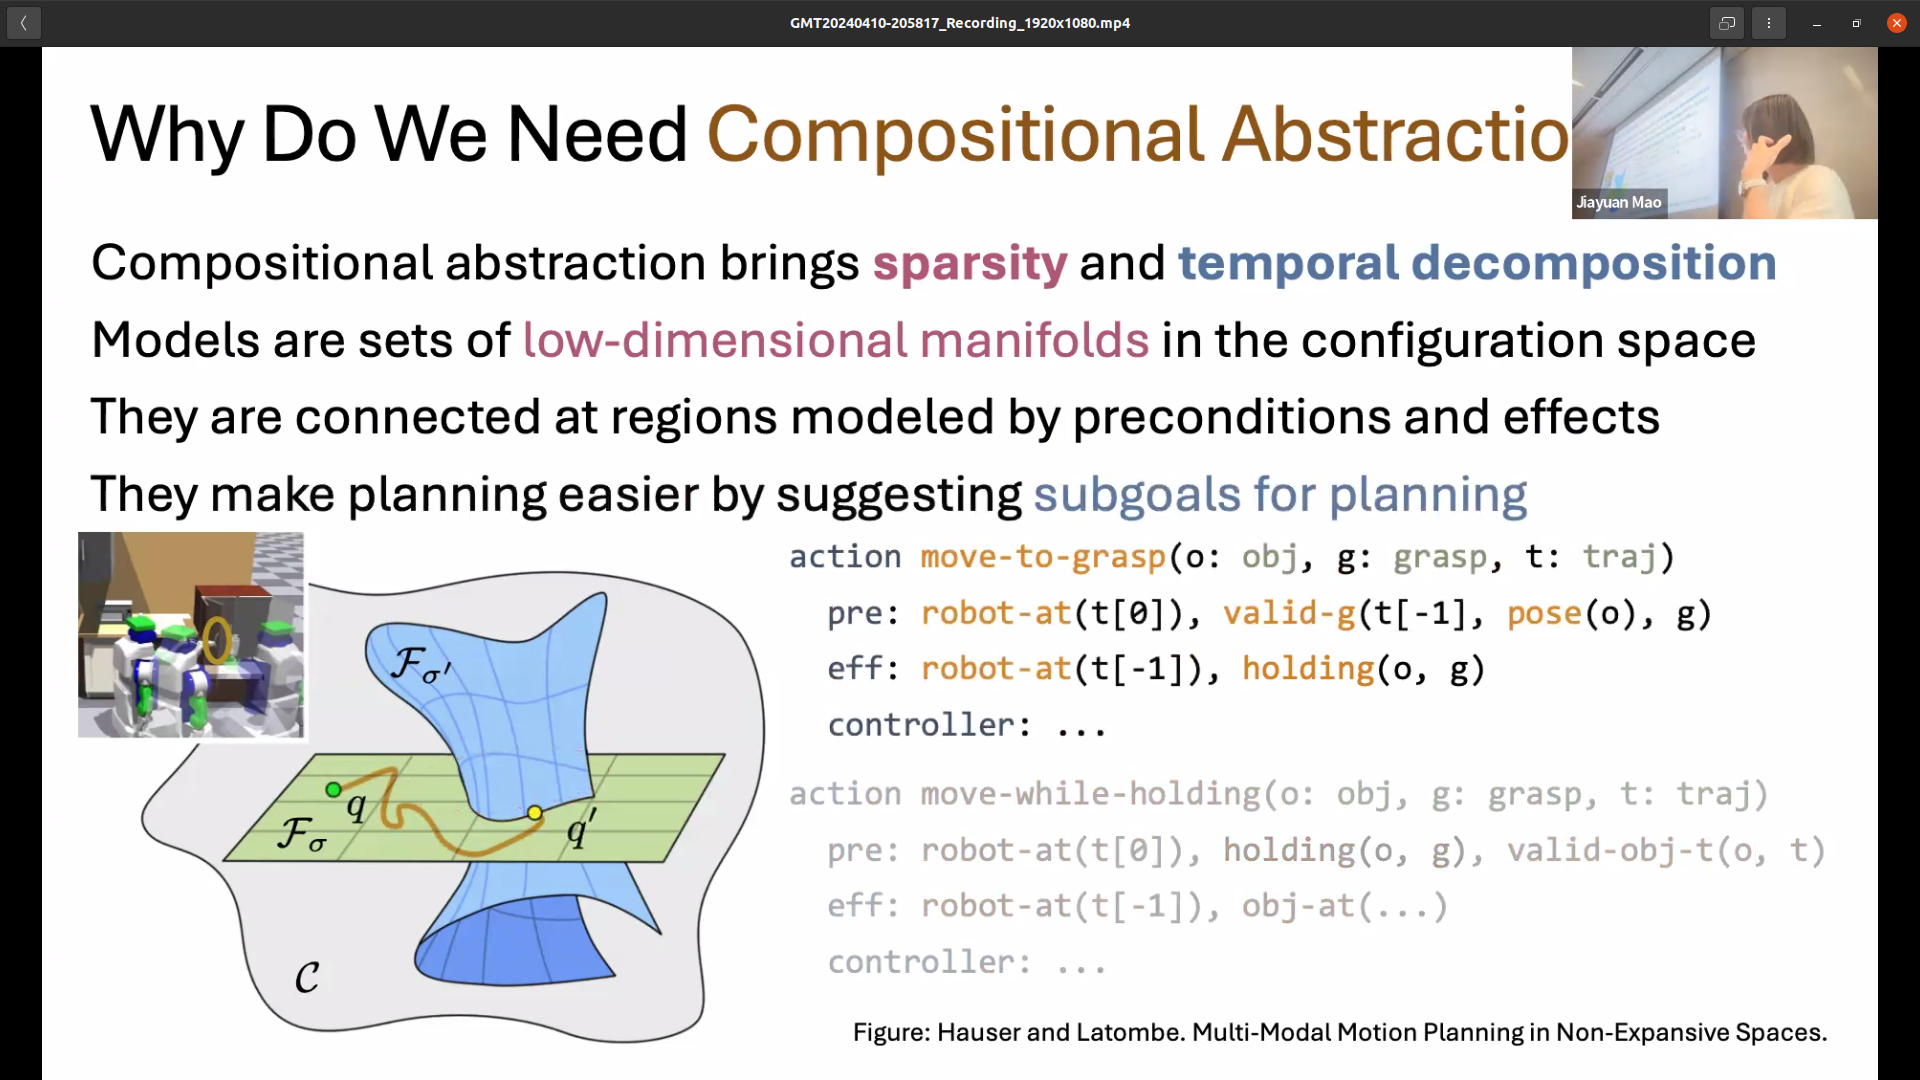 GMT20240410-205817_Recording_1920x1080.mp4
Why Do We Need Compositional Abstractio
Jiayuan Mao
Compositional abstraction brings sparsity and temporal decomposition
Models are sets of low-dimensional manifolds in the configuration space
They are connected at regions modeled by preconditions and effects
They make planning easier by suggesting subgoals for planning
action move-to-grasp(o: obj, g: grasp, t: traj)
pre: robot-at(t[0]), valid-g(t[-1], pose(o), g)
eff: robot-at(t[-1]), holding(o, g)
controller: ...
action move-while-holding(o: obj, g: grasp, t: traj)
pre: robot-at(t[0]), holding(o, g), valid-obj-t(o, t)
eff: robot-at(t[-1]), obj-at(...)
controller: ...
ℱσ′
q
ℱσ
q′
𝒞
Figure: Hauser and Latombe. Multi-Modal Motion Planning in Non-Expansive Spaces.